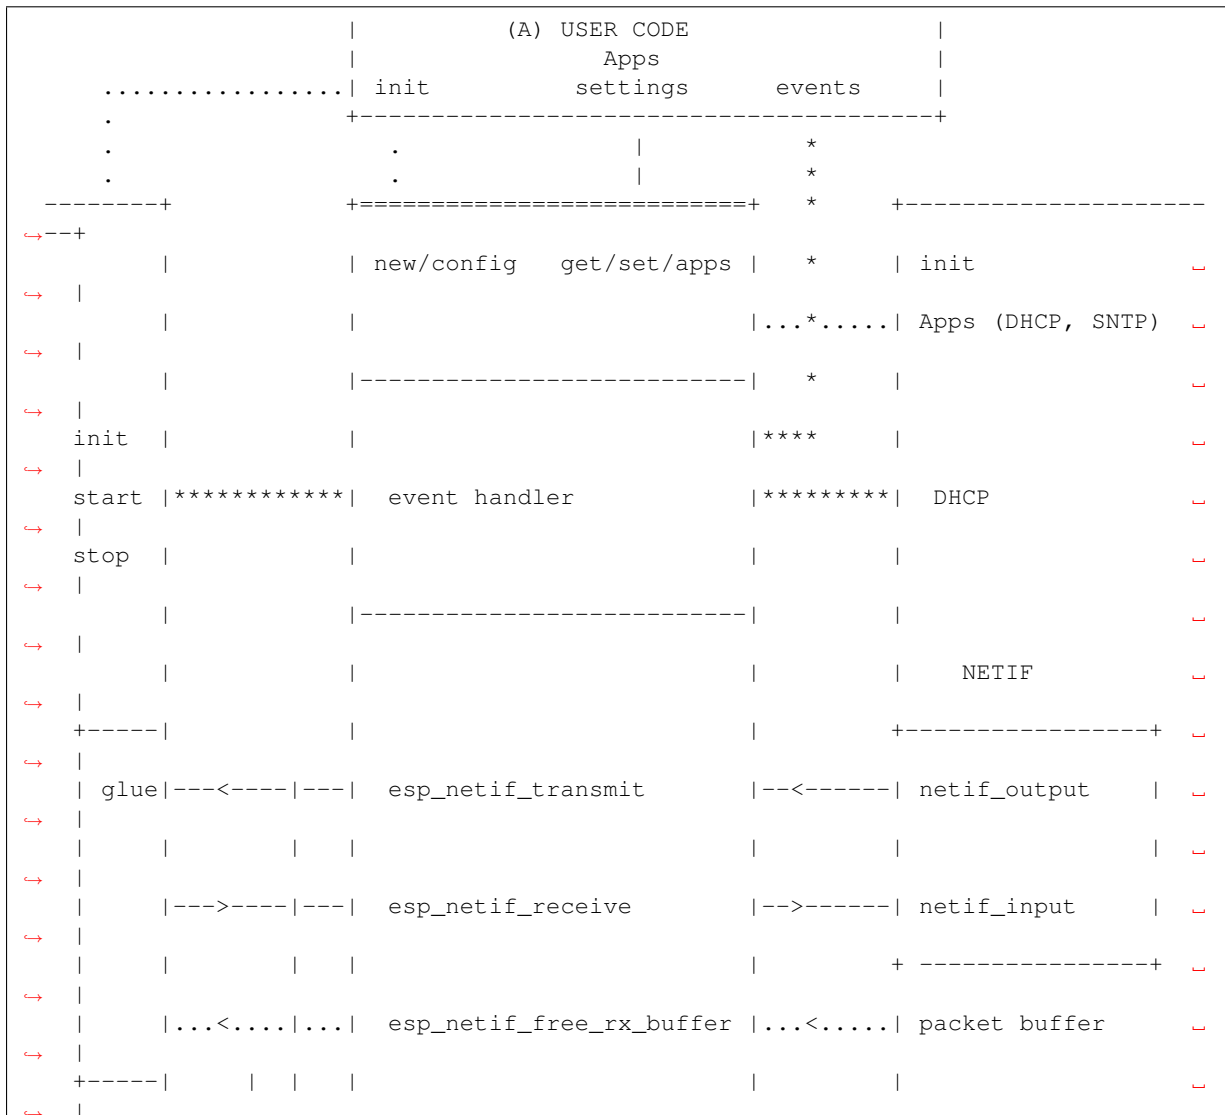 |          (A) USER CODE                 |
                       |                 Apps                   |
      .................| init          settings      events     |
      .                +----------------------------------------+
      .                   .                |           *
      .                   .                |           *
  --------+            +===========================+   *     +---------------------
↪--+
          |            | new/config   get/set/apps |   *     | init               ␣
↪  |
          |            |                           |...*.....| Apps (DHCP, SNTP)  ␣
↪  |
          |            |---------------------------|   *     |                    ␣
↪  |
    init  |            |                           |****     |                    ␣
↪  |
    start |************|  event handler            |*********|  DHCP              ␣
↪  |
    stop  |            |                           |         |                    ␣
↪  |
          |            |---------------------------|         |                    ␣
↪  |
          |            |                           |         |    NETIF           ␣
↪  |
    +-----|            |                           |         +-----------------+  ␣
↪  |
    | glue|---<----|---|  esp_netif_transmit       |--<------| netif_output    |  ␣
↪  |
    |     |        |   |                           |         |                 |  ␣
↪  |
    |     |--->----|---|  esp_netif_receive        |-->------| netif_input     |  ␣
↪  |
    |     |        |   |                           |         + ----------------+  ␣
↪  |
    |     |...<....|...|  esp_netif_free_rx_buffer |...<.....| packet buffer      ␣
↪  |
    +-----|     |  |   |                           |         |                    ␣
↪  |